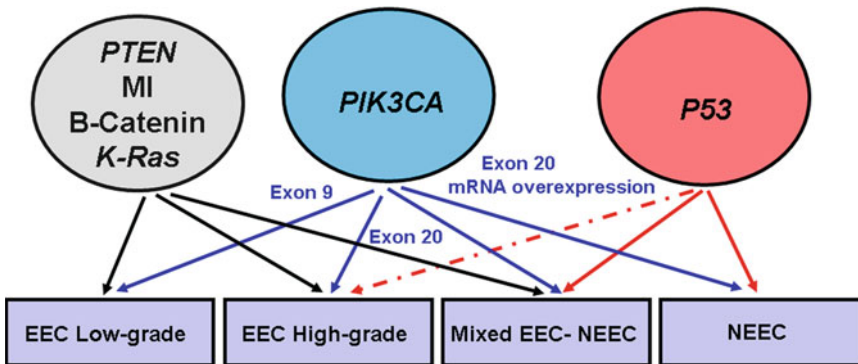 PTEN
MI
B-Catenin
K-Ras
PIK3CA
P53
Exon 9
Exon 20
mRNA overexpression
Exon 20
EEC Low-grade
EEC High-grade
Mixed EEC- NEEC
NEEC